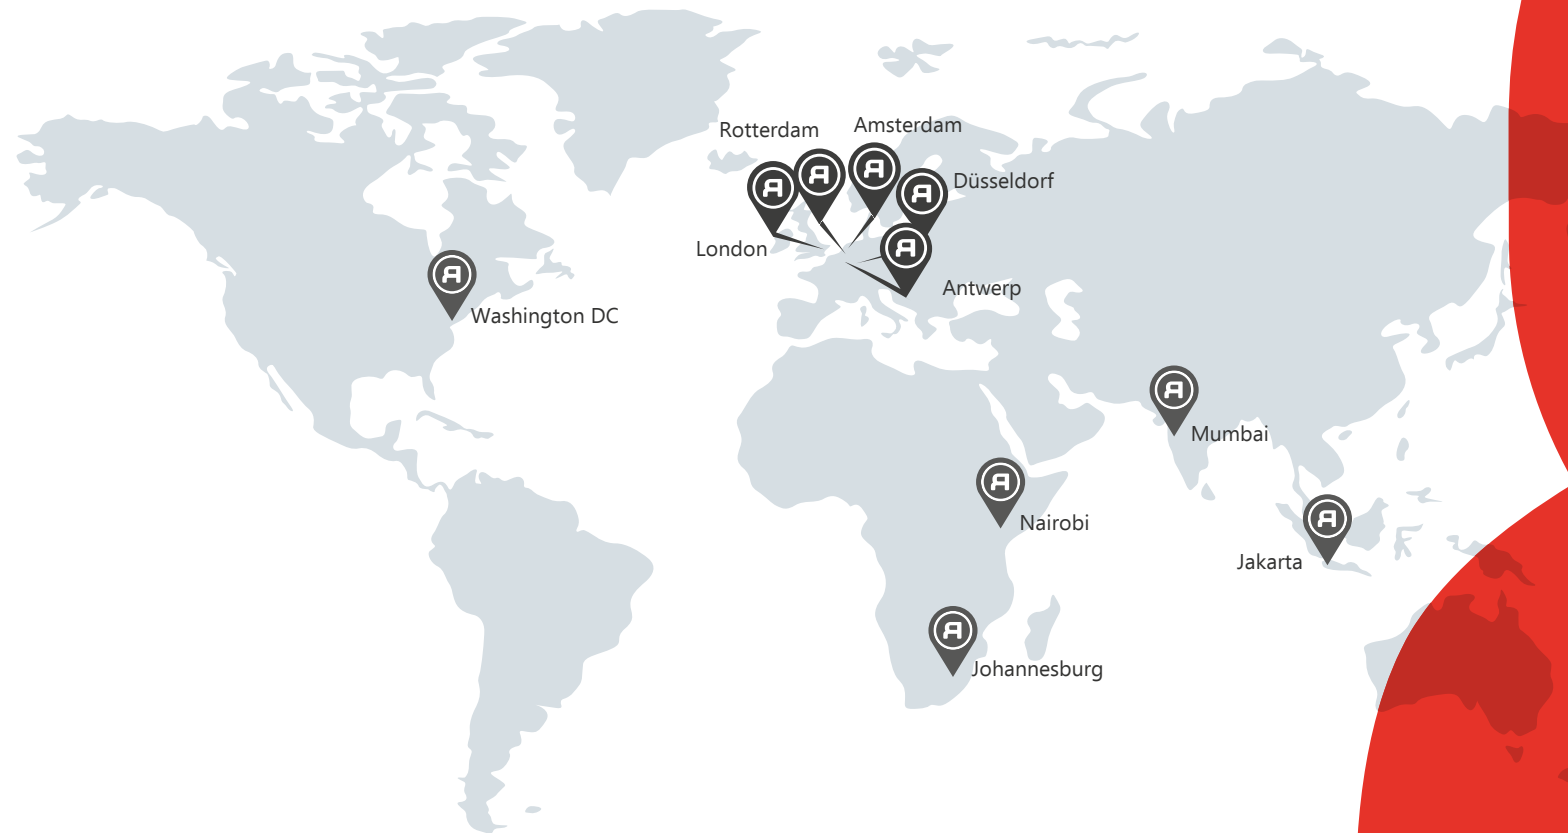 Rotterdam
Amsterdam
Düsseldorf
London
Antwerp
Washington DC
Mumbai
Nairobi
Jakarta
Johannesburg